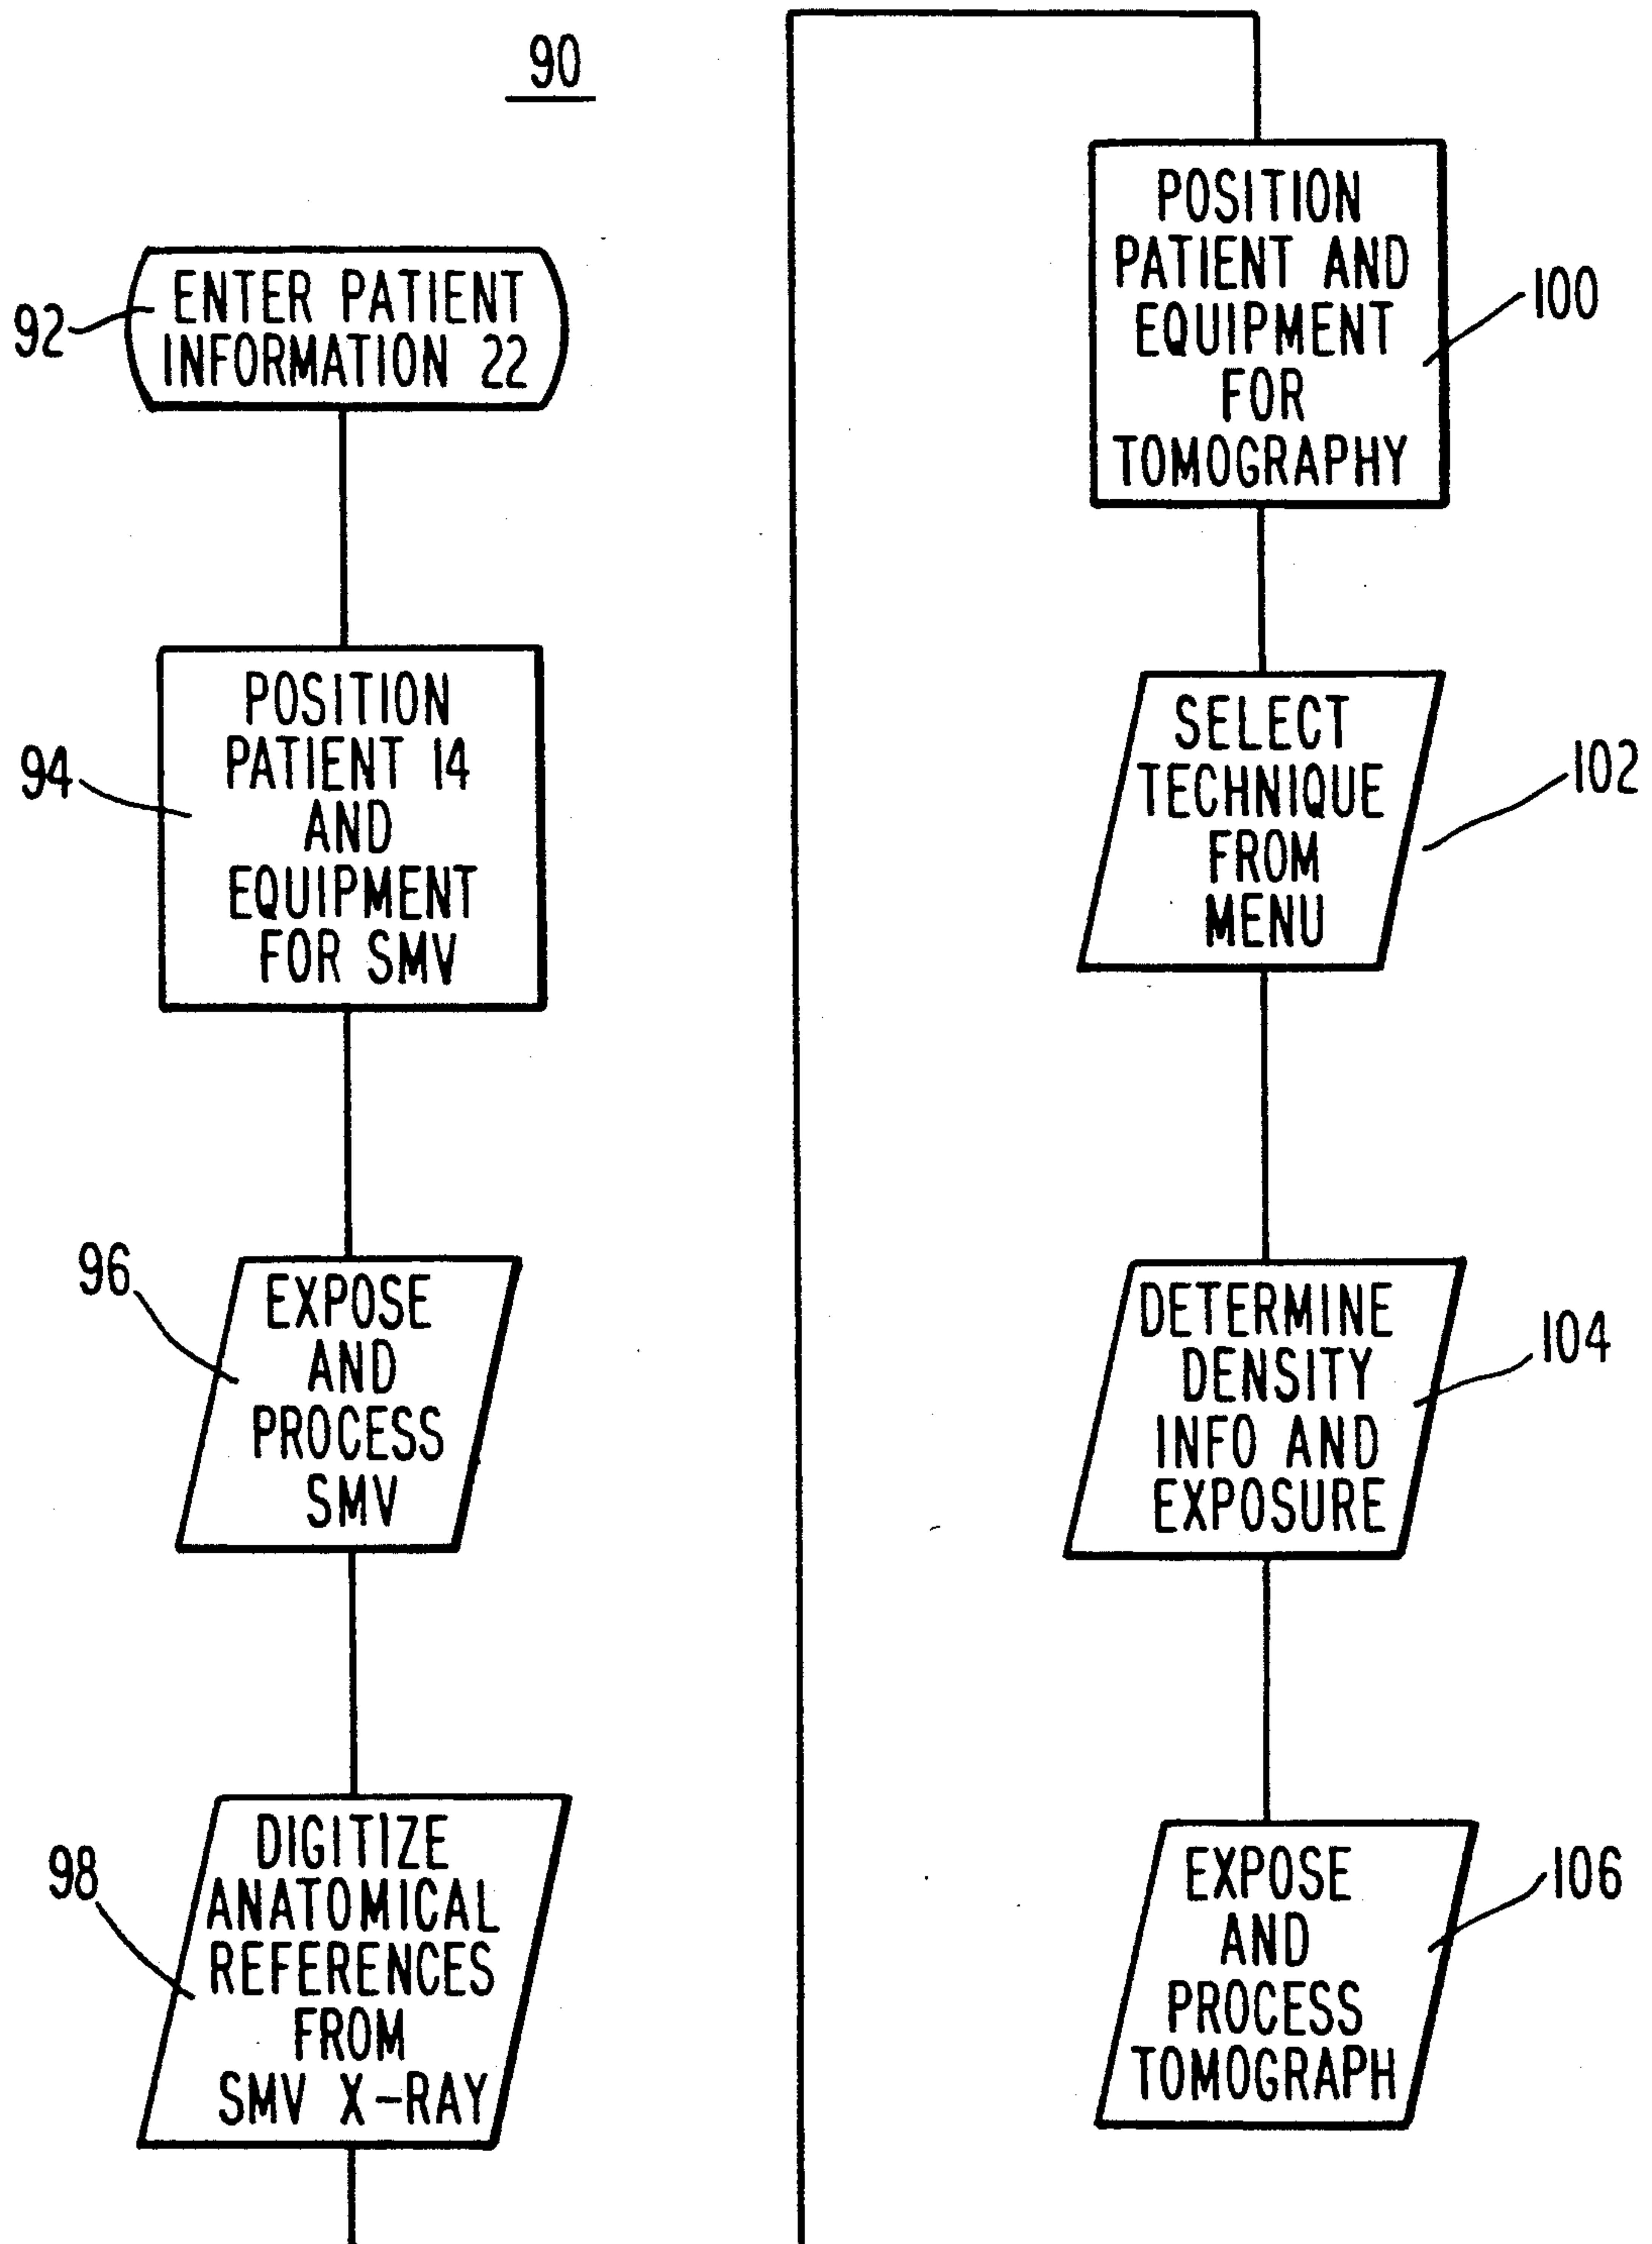 90
92
ENTER PATIENT
INFORMATION 22
94
POSITION
PATIENT 14
AND
EQUIPMENT
FOR SMV
96
EXPOSE
AND
PROCESS
SMV
98
DIGITIZE
ANATOMICAL
REFERENCES
FROM
SMV X-RAY
POSITION
PATIENT AND
EQUIPMENT
FOR
TOMOGRAPHY
100
SELECT
TECHNIQUE
FROM
MENU
102
DETERMINE
DENSITY
INFO AND
EXPOSURE
104
EXPOSE
AND
PROCESS
TOMOGRAPH
106